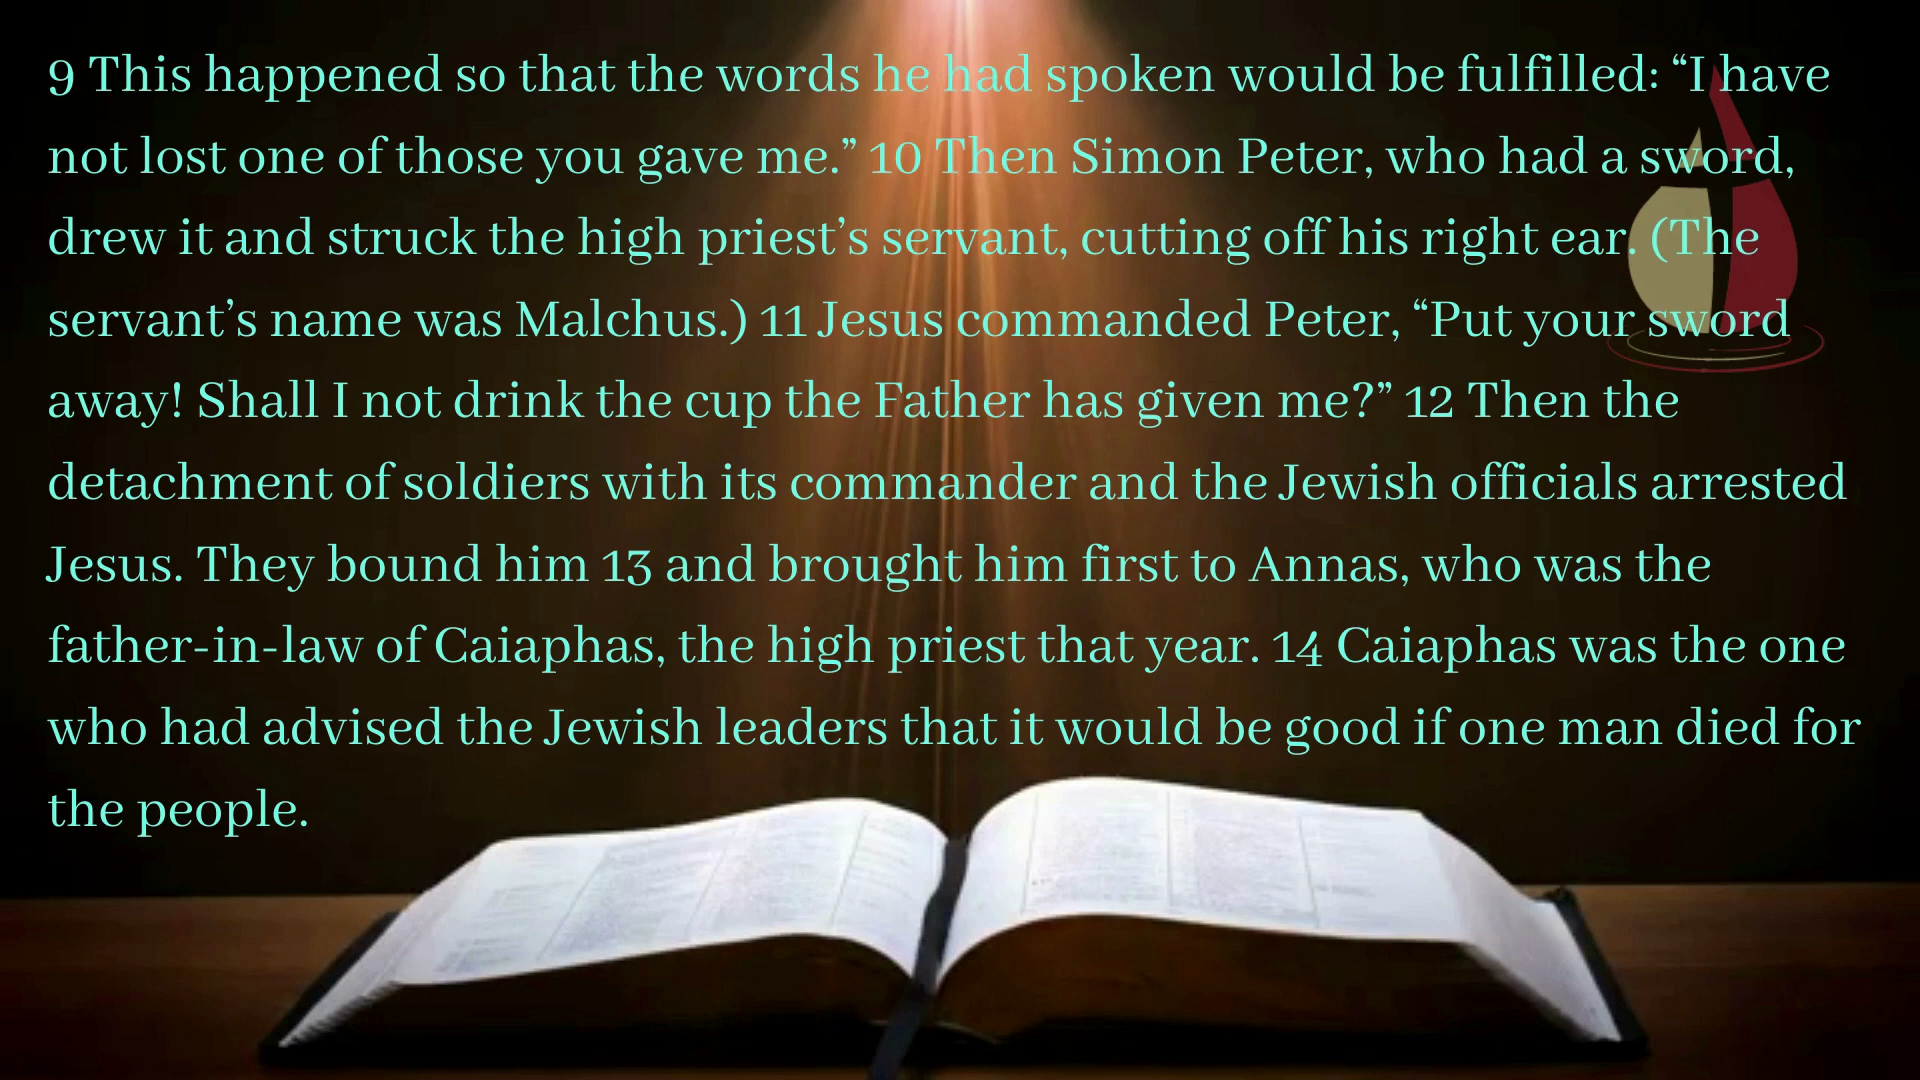 9 This happened so that the words he had spoken would be fulfilled: “I have
not lost one of those you gave me.” 10 Then Simon Peter, who had a sword,
drew it and struck the high priest’s servant, cutting off his right ear. (The
servant’s name was Malchus.) 11 Jesus commanded Peter, “Put your sword
away! Shall I not drink the cup the Father has given me?” 12 Then the
detachment of soldiers with its commander and the Jewish officials arrested
Jesus. They bound him 13 and brought him first to Annas, who was the
father-in-law of Caiaphas, the high priest that year. 14 Caiaphas was the one
who had advised the Jewish leaders that it would be good if one man died for
the people.